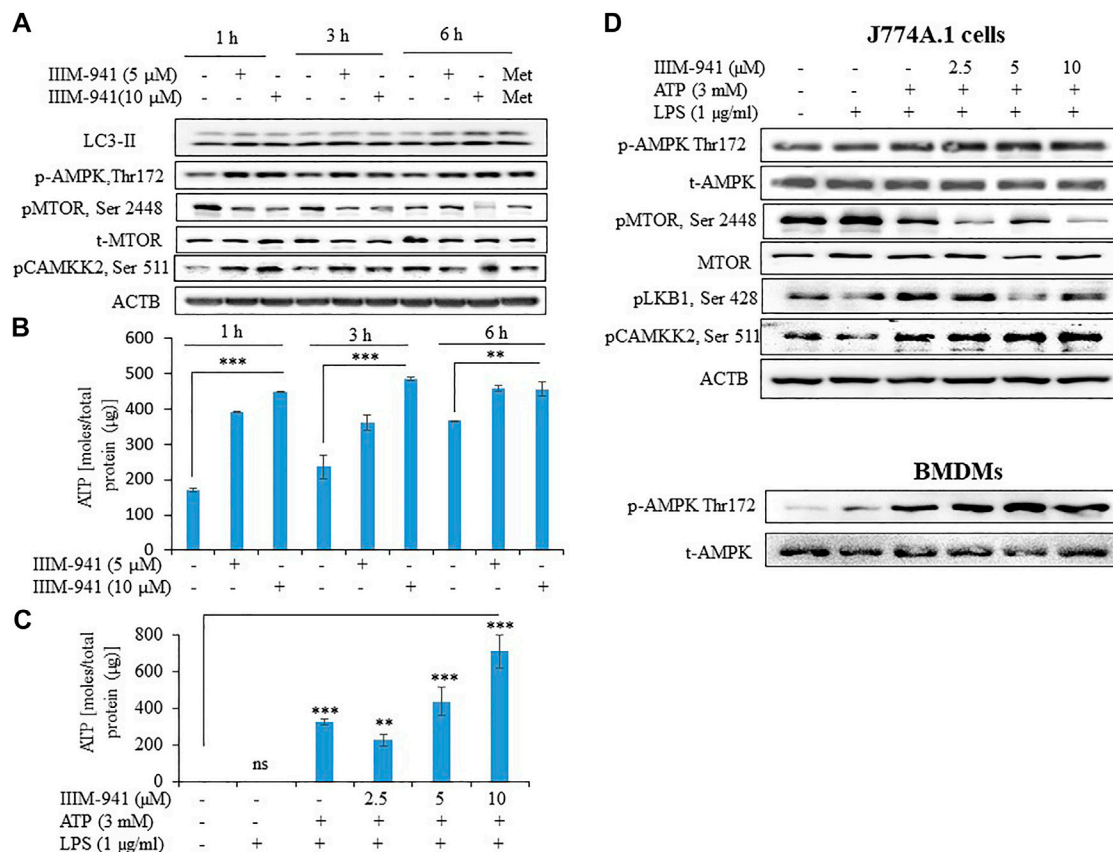 A
1 h 3 h 6 h
IIIM-941 (5 µM) - + - - + - - + - Met
IIIM-941(10 µM) - - + - - + - - + Met
LC3-II
p-AMPK,Thr172
pMTOR, Ser 2448
t-MTOR
pCAMKK2, Ser 511
ACTB
B
1 h 3 h 6 h
*** *** **
600
500
400
300
200
100
0
ATP [moles/total
protein (µg)]
IIIM-941 (5 µM) - + - - + - - + -
IIIM-941 (10 µM) - - + - - + - - +
C
800
600
400
200
0
ATP [moles/total
protein (µg)]
ns *** ** *** ***
IIIM-941 (µM) - - - 2.5 5 10
ATP (3 mM) - - + + + +
LPS (1 µg/ml) - + + + + +
D
J774A.1 cells
IIIM-941 (µM) 2.5 5 10
ATP (3 mM) + + + +
LPS (1 µg/ml) - + + + + +
p-AMPK Thr172
t-AMPK
pMTOR, Ser 2448
MTOR
pLKB1, Ser 428
pCAMKK2, Ser 511
ACTB
BMDMs
p-AMPK Thr172
t-AMPK